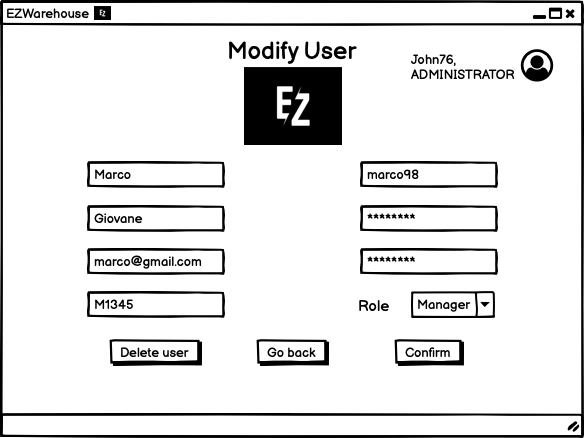 EZWarehouse EZ
Modify User
John76,
ADMINISTRATOR
EZ
Marco
marco98
Giovane
********
marco@gmail.com
********
M1345
Role
Manager
Delete user
Go back
Confirm